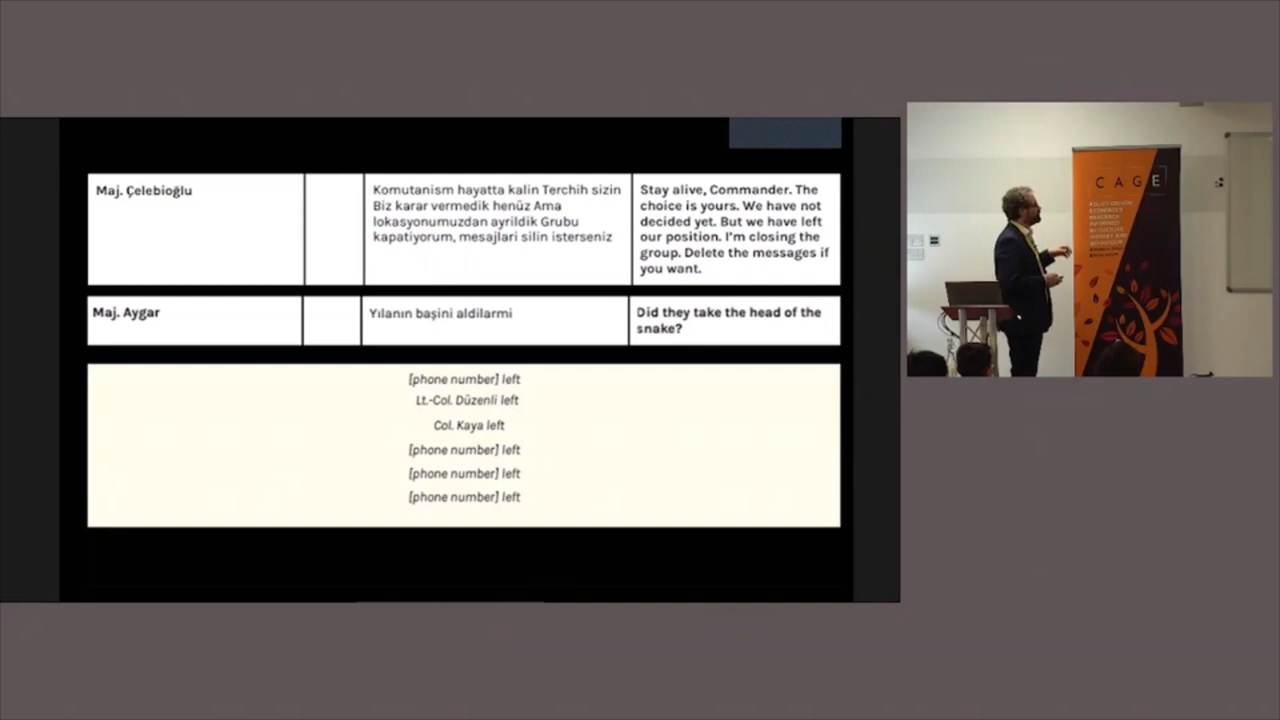 Maj. Çelebioğlu
Komutanism hayatta kalin Terchih sizin
Biz karar vermedik henüz Ama
lokasyonumuzdan ayrildik Grubu
kapatiyorum, mesajlari silin isterseniz
Stay alive, Commander. The
choice is yours. We have not
decided yet. But we have left
our position. I'm closing the
group. Delete the messages if
you want.
Maj. Aygar
Yılanın başini aldilarmi
Did they take the head of the
snake?
[phone number] left
Lt.-Col. Düzenli left
Col. Kaya left
[phone number] left
[phone number] left
[phone number] left
CAGE